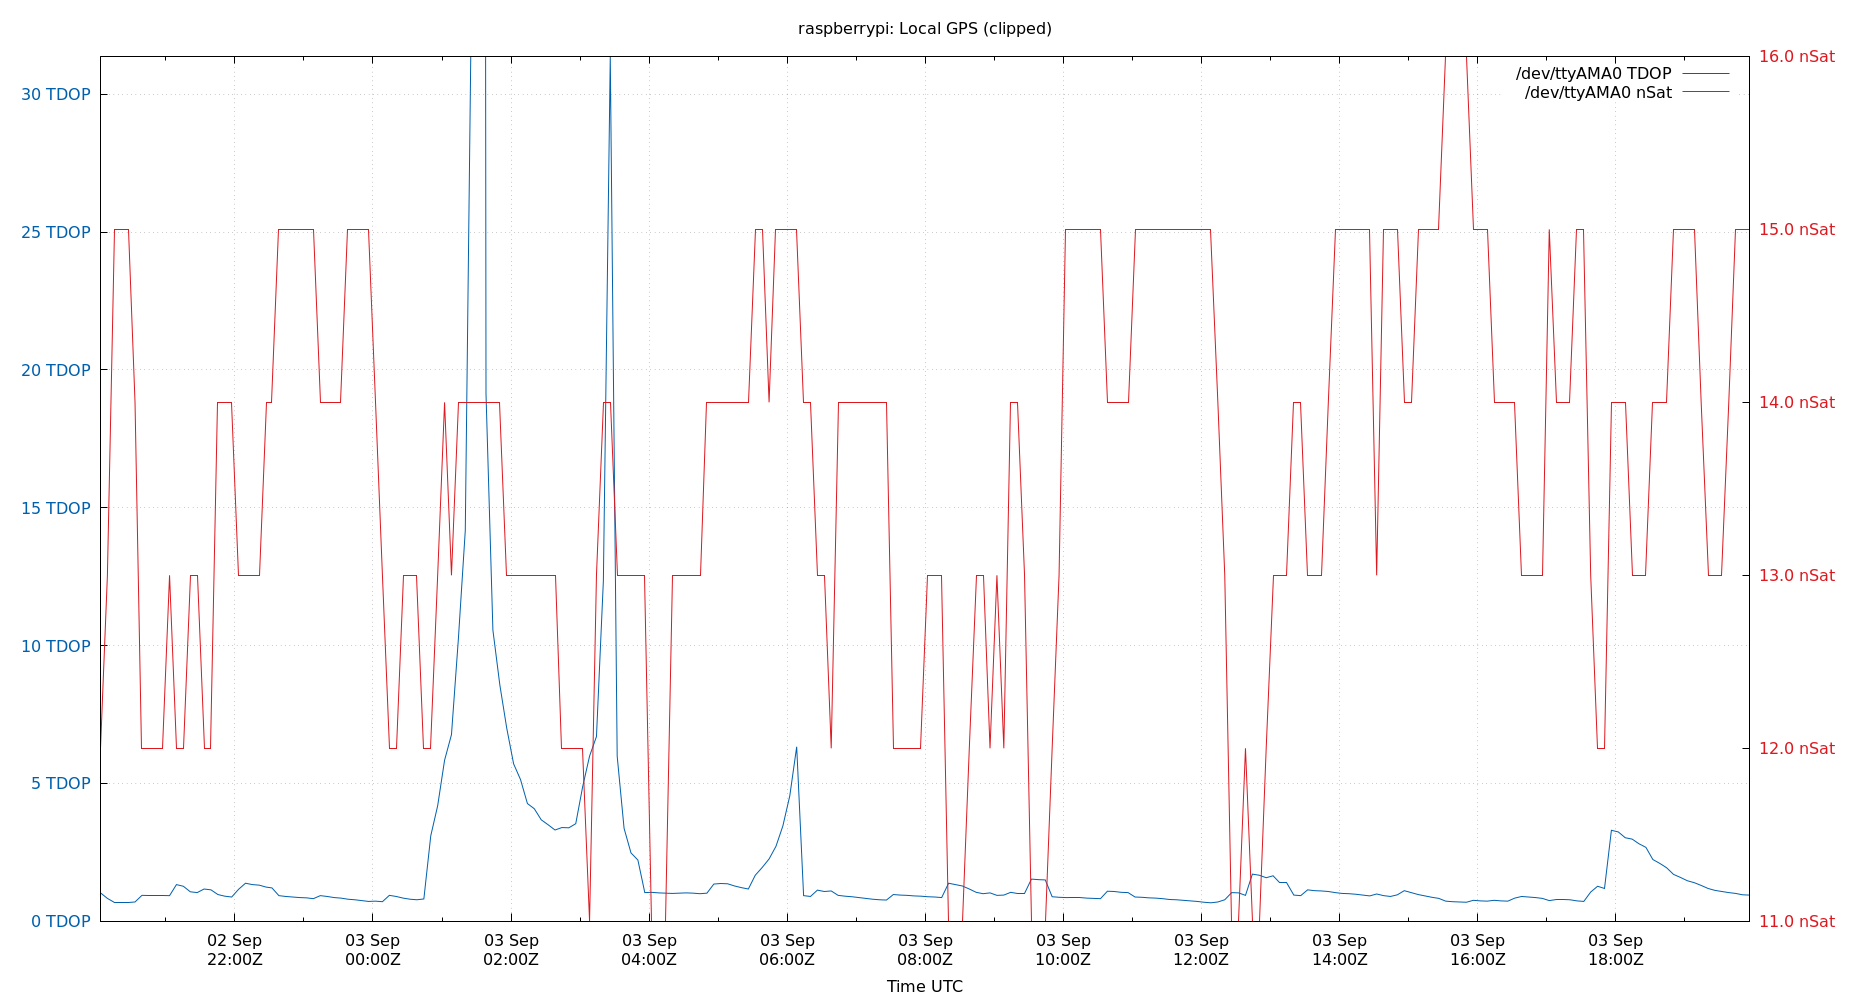 raspberrypi: Local GPS (clipped)
/dev/ttyAMA0 TDOP
/dev/ttyAMA0 nSat
30 TDOP
25 TDOP
20 TDOP
15 TDOP
10 TDOP
5 TDOP
0 TDOP
16.0 nSat
15.0 nSat
14.0 nSat
13.0 nSat
12.0 nSat
11.0 nSat
02 Sep
22:00Z
03 Sep
00:00Z
03 Sep
02:00Z
03 Sep
04:00Z
03 Sep
06:00Z
03 Sep
08:00Z
03 Sep
10:00Z
03 Sep
12:00Z
03 Sep
14:00Z
03 Sep
16:00Z
03 Sep
18:00Z
Time UTC